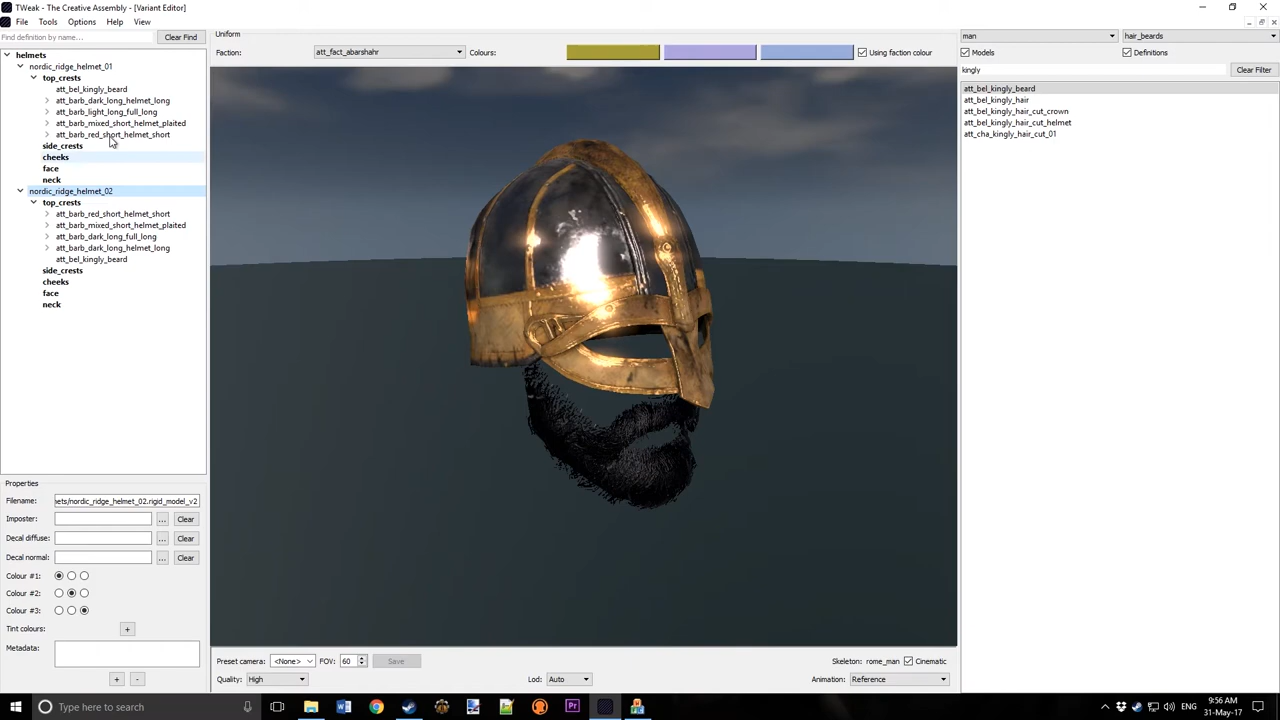 TWeak - The Creative Assembly - [Variant Editor]
File Tools Options Help View
Find definition by name... Clear Find
helmets
nordic_ridge_helmet_01
top_crests
att_bel_kingly_beard
att_barb_dark_long_helmet_long
att_barb_light_long_full_long
att_barb_mixed_short_helmet_plaited
att_barb_red_short_helmet_short
side_crests
cheeks
face
neck
nordic_ridge_helmet_02
top_crests
att_barb_red_short_helmet_short
att_barb_mixed_short_helmet_plaited
att_barb_dark_long_full_long
att_barb_dark_long_helmet_long
att_bel_kingly_beard
side_crests
cheeks
face
neck
Properties
Filename: ets/nordic_ridge_helmet_02.rigid_model_v2
Imposter: ... Clear
Decal diffuse: ... Clear
Decal normal: ... Clear
Colour #1:
Colour #2:
Colour #3:
Tint colours: +
Metadata:
+ -
Uniform
Faction: att_fact_abarshahr Colours: Using faction colour
Preset camera: <None> FOV: 60 Save Skeleton: rome_man Cinematic
Quality: High Lod: Auto Animation: Reference
man hair_beards
Models Definitions
kingly Clear Filter
att_bel_kingly_beard
att_bel_kingly_hair
att_bel_kingly_hair_cut_crown
att_bel_kingly_hair_cut_helmet
att_cha_kingly_hair_cut_01
Type here to search
Pr
9:56 AM
31-May-17